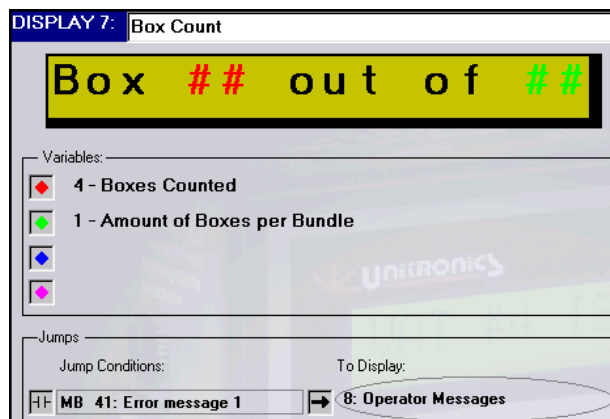 DISPLAY 7: Box Count
Box ## out of ##
Variables:
4 - Boxes Counted
1 - Amount of Boxes per Bundle
UNITRONICS
Jumps
Jump Conditions: To Display:
MB 41: Error message 1 8: Operator Messages